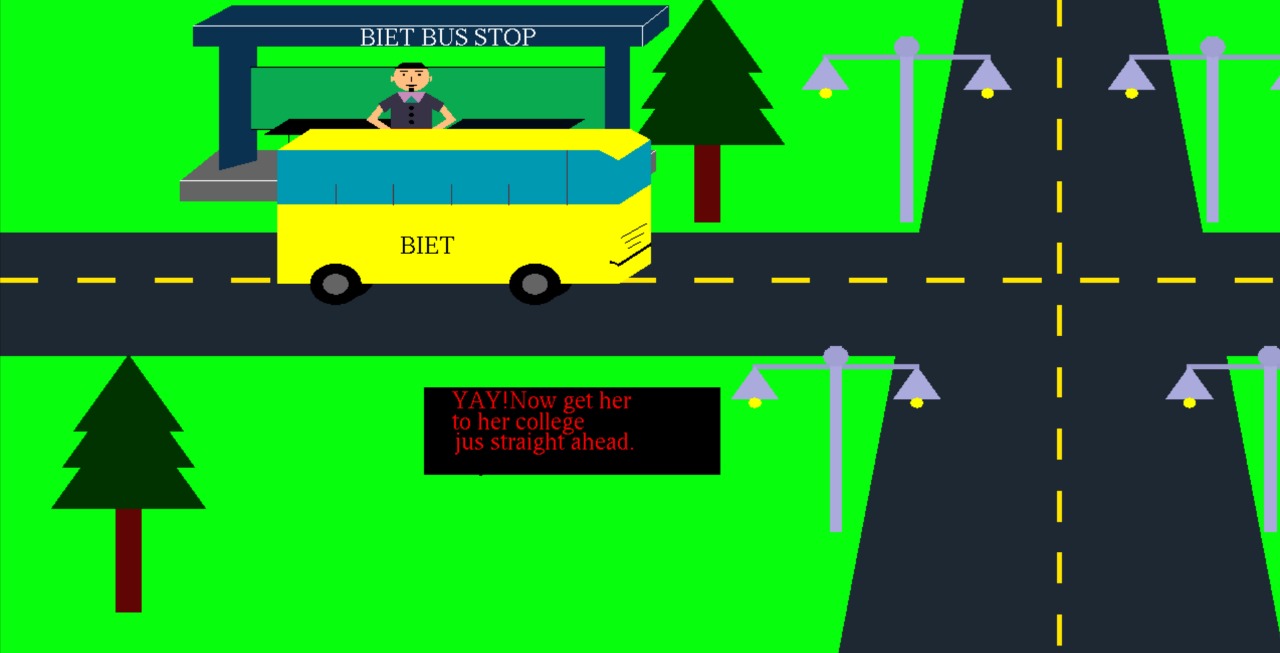 BIET BUS STOP
BIET
YAY!Now get her
to her college
jus straight ahead.